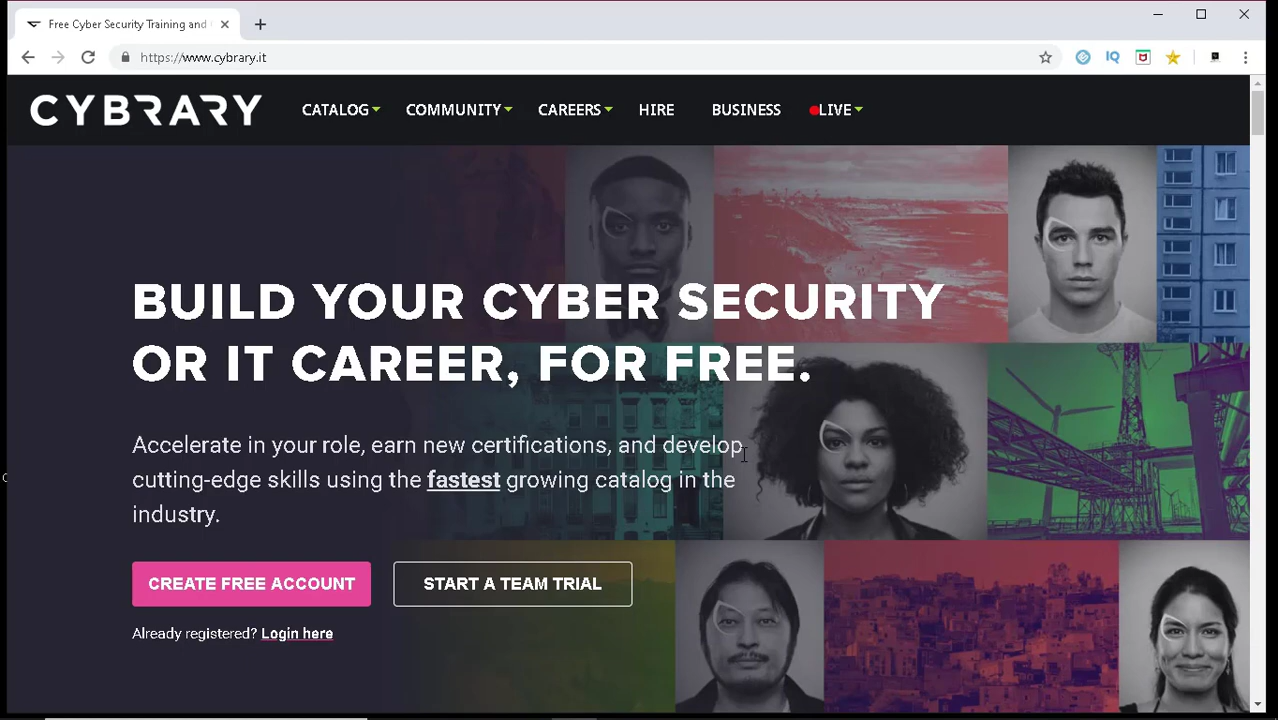 Free Cyber Security Training and
https://www.cybrary.it
IQ
CYBRARY CATALOG COMMUNITY CAREERS HIRE BUSINESS LIVE
BUILD YOUR CYBER SECURITY
OR IT CAREER, FOR FREE.
Accelerate in your role, earn new certifications, and develop
cutting-edge skills using the fastest growing catalog in the
industry.
CREATE FREE ACCOUNT START A TEAM TRIAL
Already registered? Login here